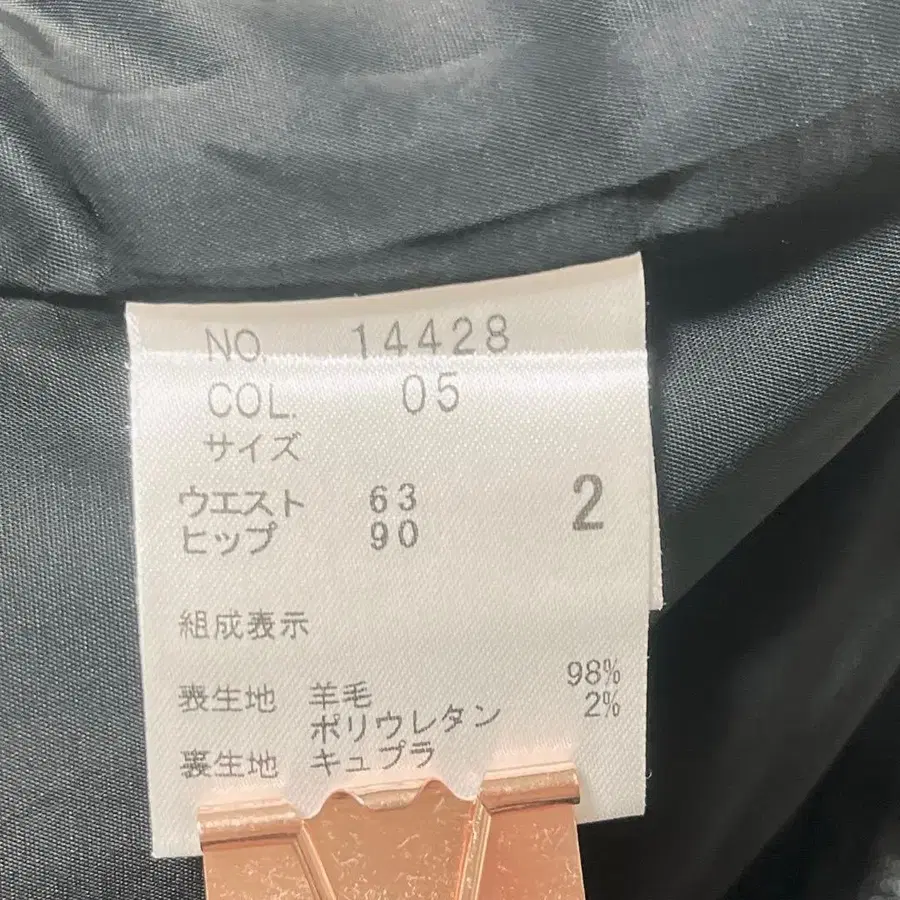 NO. 14428
COL. 05
サイズ
ウエスト 63 2
ヒップ 90
組成表示
表生地 羊毛 98%
ポリウレタン 2%
裏生地 キュプラ